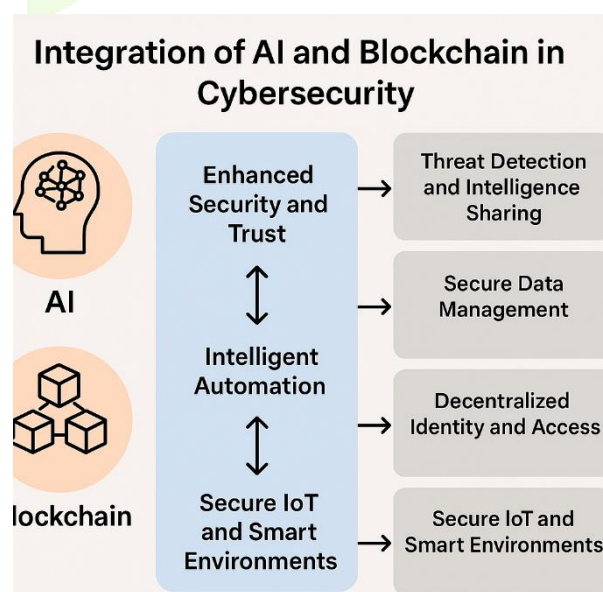 Integration of AI and Blockchain in
Cybersecurity
AI
lockchain
Enhanced
Security and
Trust
Intelligent
Automation
Secure IoT
and Smart
Environments
Threat Detection
and Intelligence
Sharing
Secure Data
Management
Decentralized
Identity and Access
Secure IoT and
Smart Environments